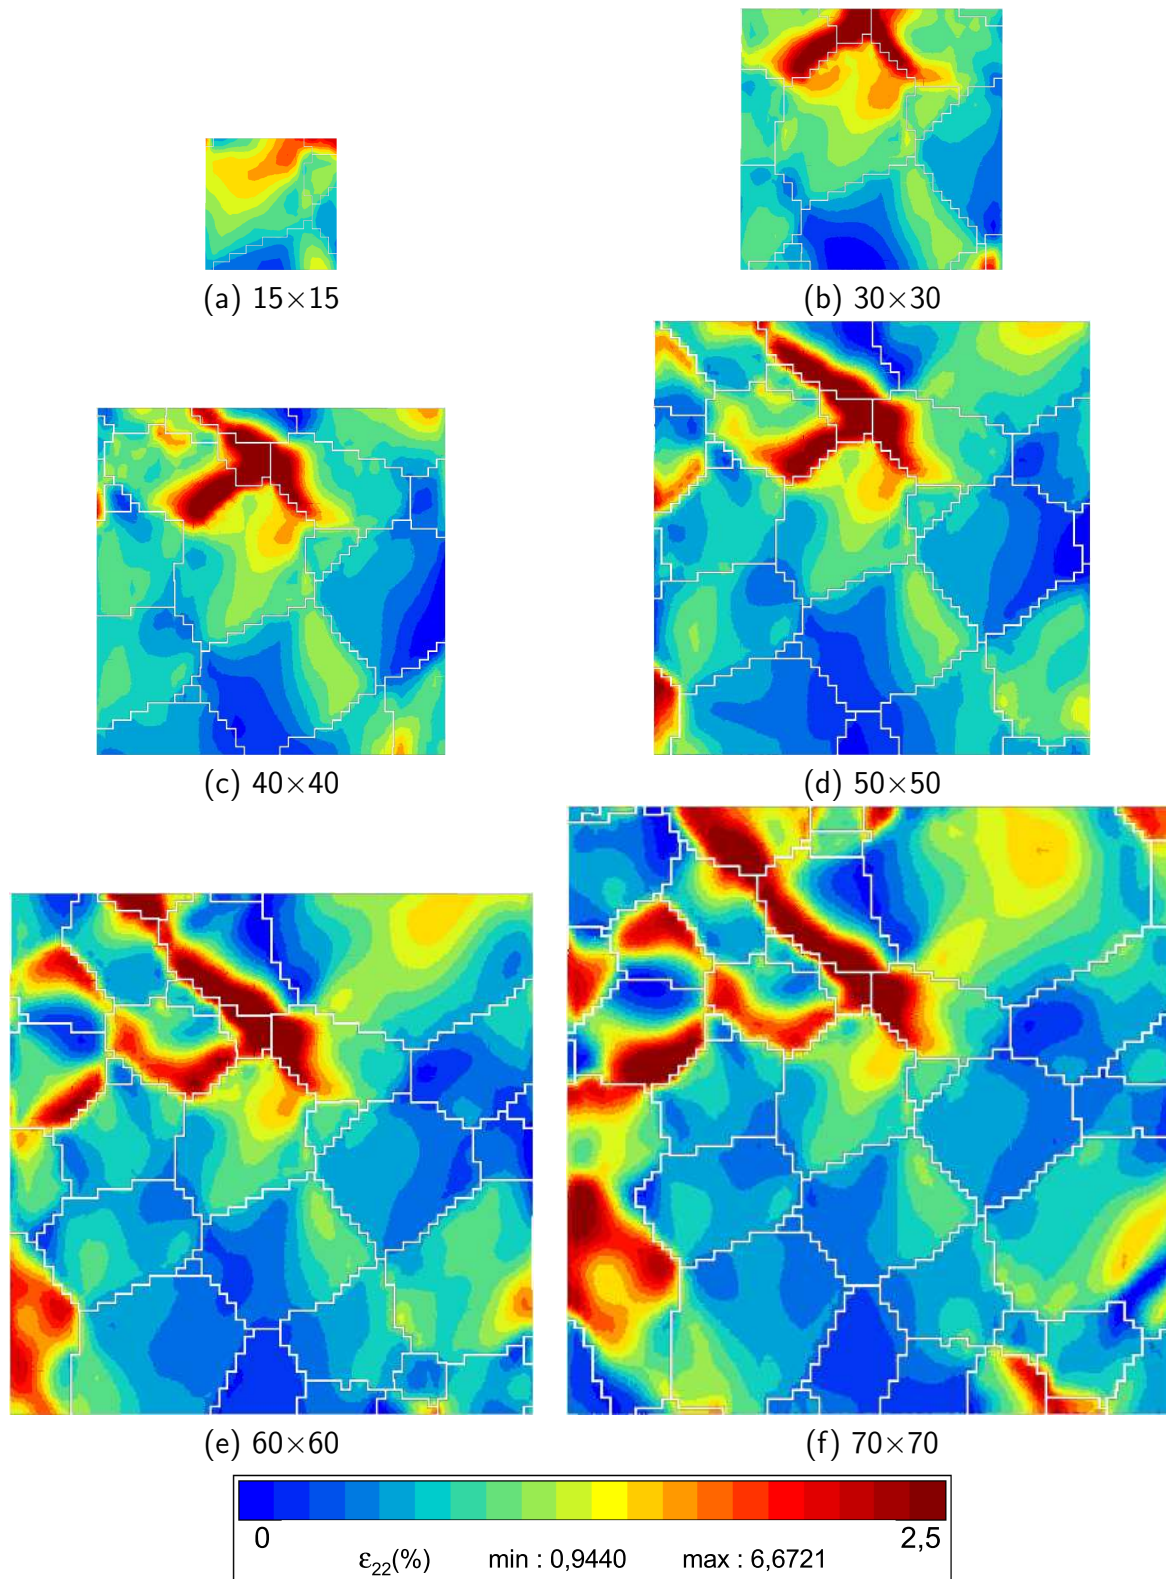 (a) 15×15
(b) 30×30
(c) 40×40
(d) 50×50
(e) 60×60
(f) 70×70
0 2,5
ε22(%) min : 0,9440 max : 6,6721